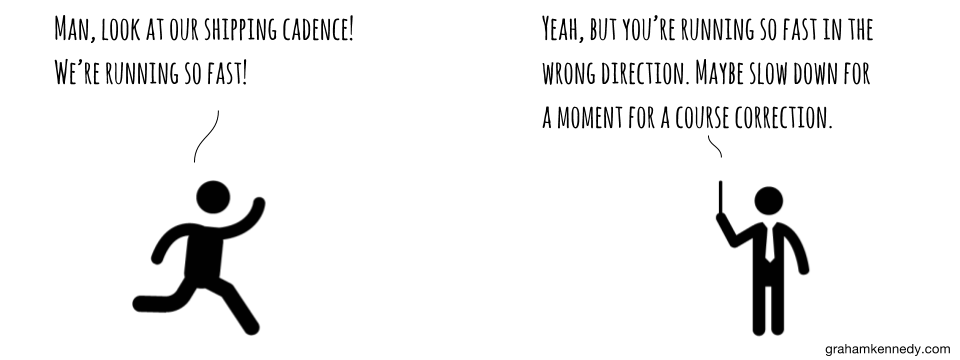 Man, look at our shipping cadence!
We're running so fast!
Yeah, but you're running so fast in the
wrong direction. Maybe slow down for
a moment for a course correction.
grahamkennedy.com